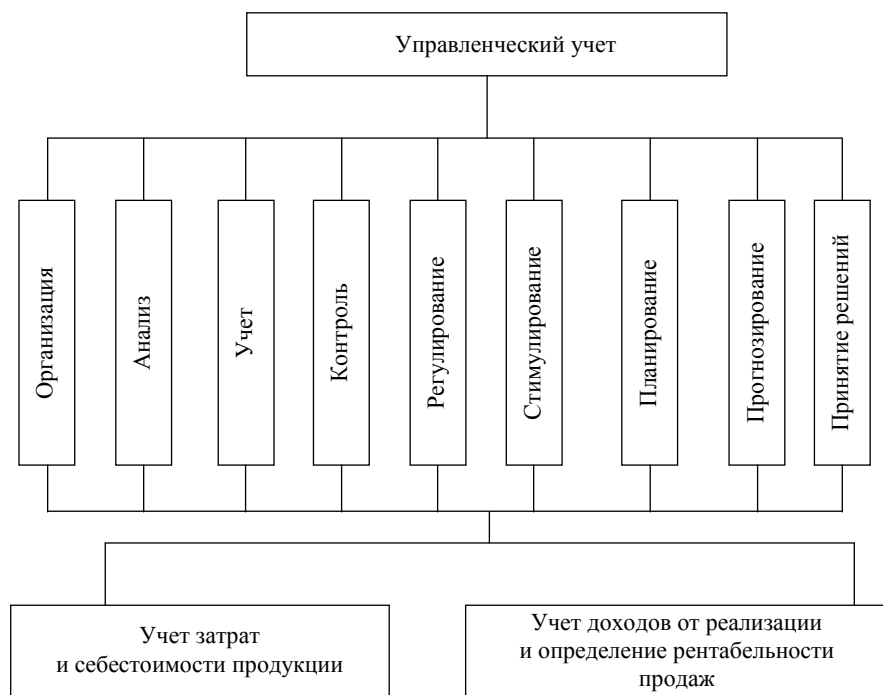 Управленческий учет
Организация
Анализ
Учет
Контроль
Регулирование
Стимулирование
Планирование
Прогнозирование
Принятие решений
Учет затрат
и себестоимости продукции
Учет доходов от реализации
и определение рентабельности
продаж